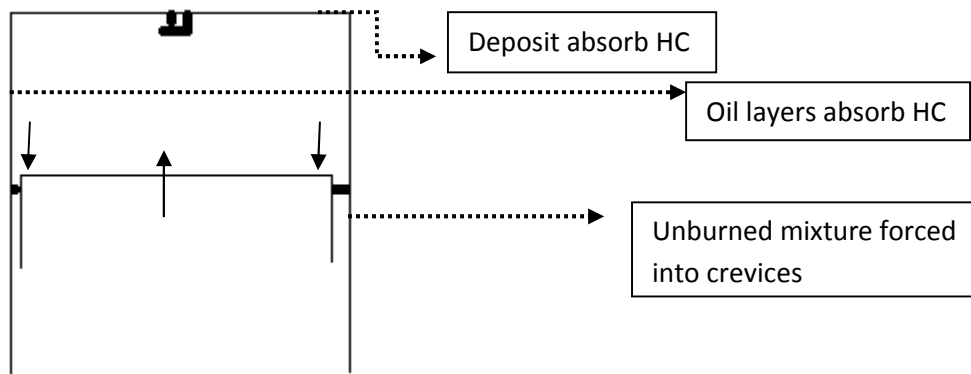 Deposit absorb HC
Oil layers absorb HC
Unburned mixture forced
into crevices